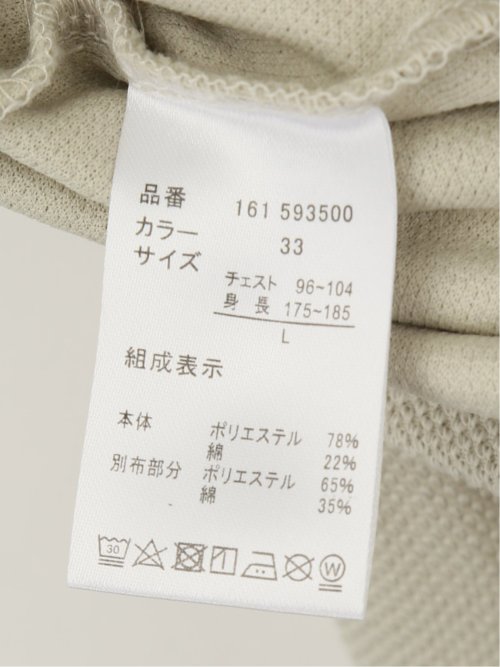 品番 161 593500
カラー 33
サイズ
チェスト 96~104
身長 175~185
L
組成表示
本体 ポリエステル 78%
綿 22%
別布部分 ポリエステル 65%
綿 35%
30 W